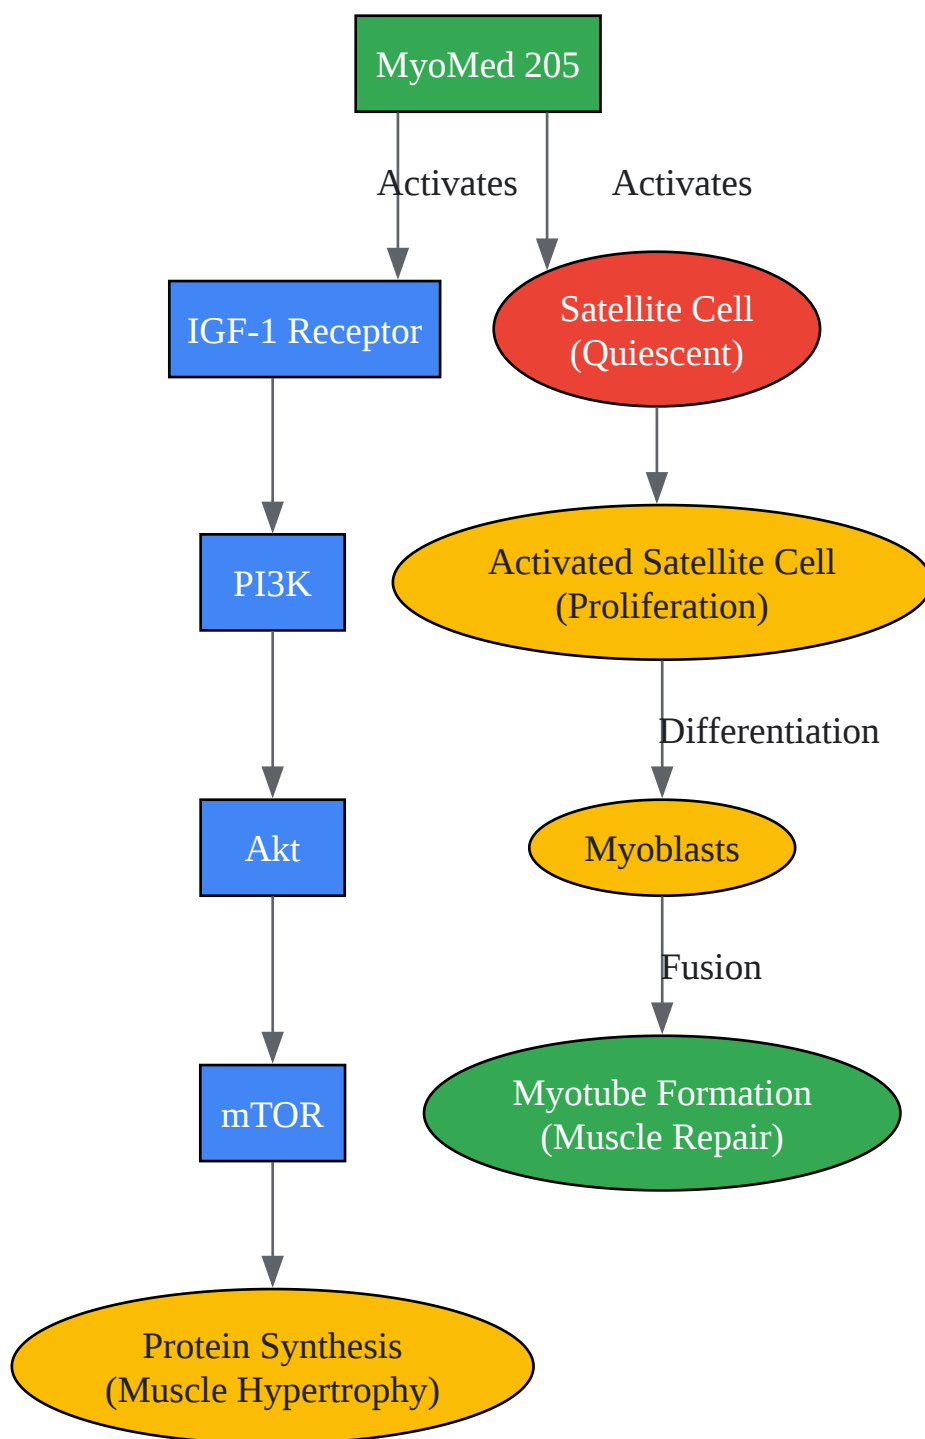 MyoMed 205
Activates
Activates
IGF-1 Receptor
Satellite Cell
(Quiescent)
PI3K
Activated Satellite Cell
(Proliferation)
Differentiation
Akt
Myoblasts
Fusion
mTOR
Myotube Formation
(Muscle Repair)
Protein Synthesis
(Muscle Hypertrophy)